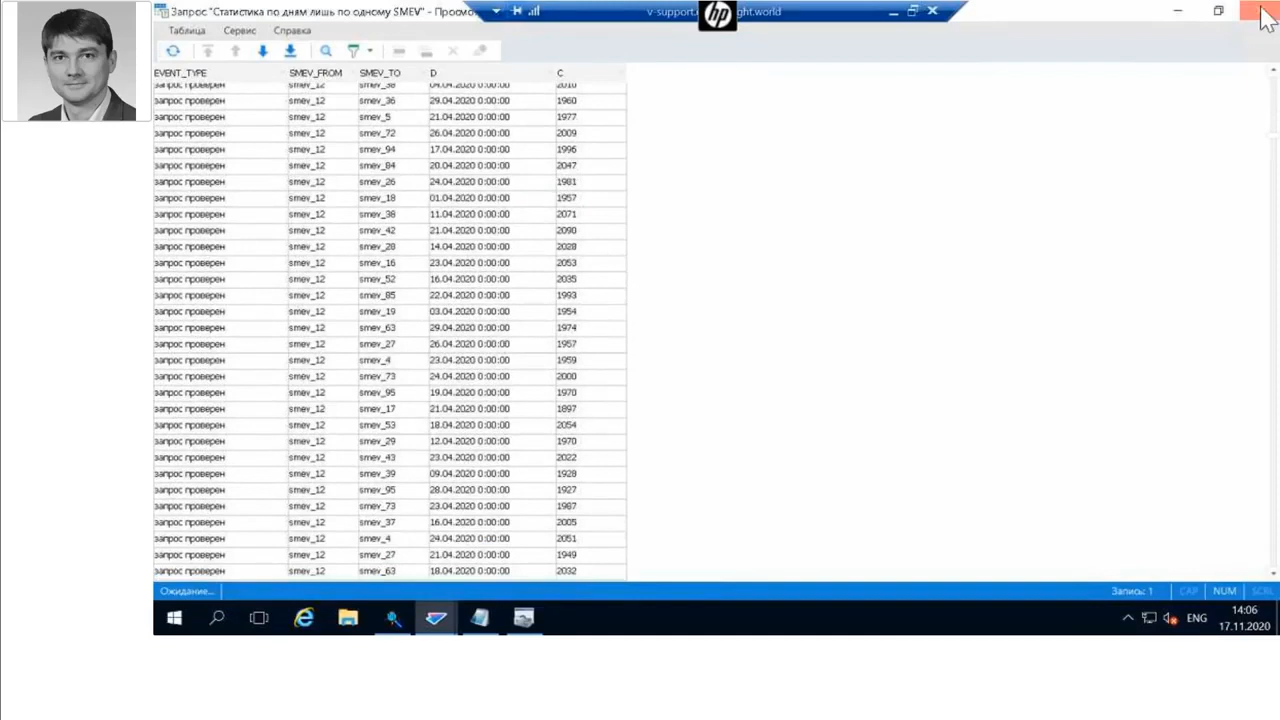 Запрос "Статистика по дням лишь по одному SMEV" - Просмо
v-support. ght.world
hp
Таблица Сервис Справка
EVENT_TYPE SMEV_FROM SMEV_TO D C
запрос проверен smev_12 smev_38 04.04.2020 0:00:00 2010
запрос проверен smev_12 smev_36 29.04.2020 0:00:00 1960
запрос проверен smev_12 smev_5 21.04.2020 0:00:00 1977
запрос проверен smev_12 smev_72 26.04.2020 0:00:00 2009
запрос проверен smev_12 smev_94 17.04.2020 0:00:00 1996
запрос проверен smev_12 smev_84 20.04.2020 0:00:00 2047
запрос проверен smev_12 smev_26 24.04.2020 0:00:00 1981
запрос проверен smev_12 smev_18 01.04.2020 0:00:00 1957
запрос проверен smev_12 smev_38 11.04.2020 0:00:00 2071
запрос проверен smev_12 smev_42 21.04.2020 0:00:00 2090
запрос проверен smev_12 smev_28 14.04.2020 0:00:00 2028
запрос проверен smev_12 smev_16 23.04.2020 0:00:00 2053
запрос проверен smev_12 smev_52 16.04.2020 0:00:00 2035
запрос проверен smev_12 smev_85 22.04.2020 0:00:00 1993
запрос проверен smev_12 smev_19 03.04.2020 0:00:00 1954
запрос проверен smev_12 smev_63 29.04.2020 0:00:00 1974
запрос проверен smev_12 smev_27 26.04.2020 0:00:00 1957
запрос проверен smev_12 smev_4 23.04.2020 0:00:00 1959
запрос проверен smev_12 smev_73 24.04.2020 0:00:00 2000
запрос проверен smev_12 smev_95 19.04.2020 0:00:00 1970
запрос проверен smev_12 smev_17 21.04.2020 0:00:00 1897
запрос проверен smev_12 smev_53 18.04.2020 0:00:00 2054
запрос проверен smev_12 smev_29 12.04.2020 0:00:00 1970
запрос проверен smev_12 smev_43 23.04.2020 0:00:00 2022
запрос проверен smev_12 smev_39 09.04.2020 0:00:00 1928
запрос проверен smev_12 smev_95 28.04.2020 0:00:00 1927
запрос проверен smev_12 smev_73 23.04.2020 0:00:00 1987
запрос проверен smev_12 smev_37 16.04.2020 0:00:00 2005
запрос проверен smev_12 smev_4 24.04.2020 0:00:00 2051
запрос проверен smev_12 smev_27 21.04.2020 0:00:00 1949
запрос проверен smev_12 smev_63 18.04.2020 0:00:00 2032
Ожидание... Запись: 1 CAP NUM SCRL
ENG 14:06
17.11.2020